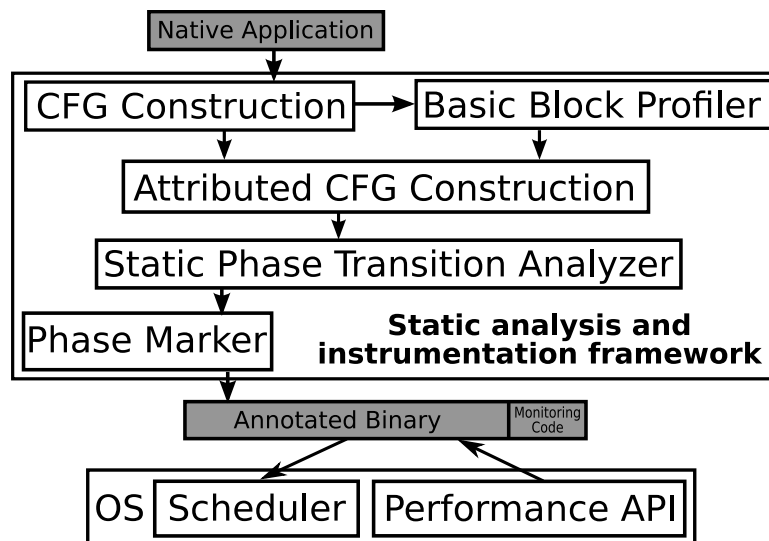 Native Application
CFG Construction
Basic Block Profiler
Attributed CFG Construction
Static Phase Transition Analyzer
Phase Marker
Static analysis and
instrumentation framework
Annotated Binary
Monitoring
Code
OS
Scheduler
Performance API